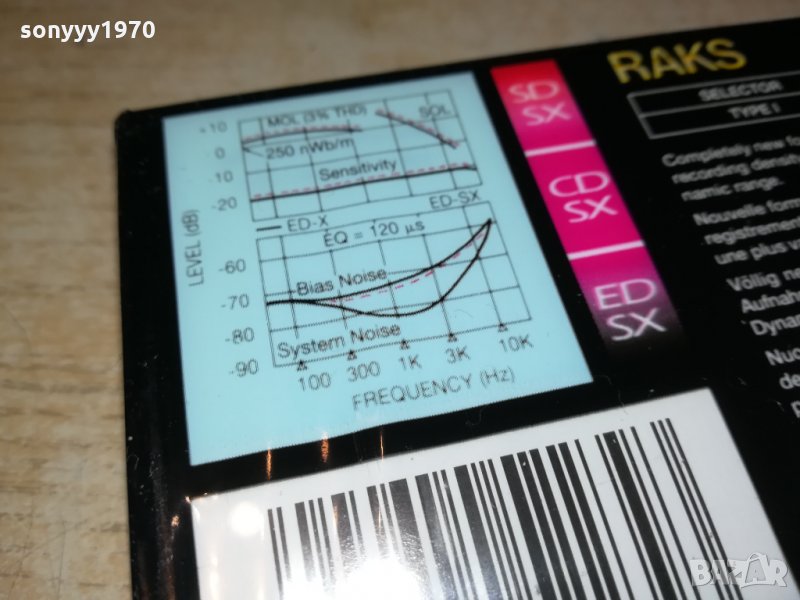 sonyyy1970
RAKS
SELECTOR
TYPE I
SD
SX
CD
SX
ED
SX
Completely new fo
recording density
namic range.
Nouvelle form
registrement
une plus v
Völlig ne
Aufnah
Dynam
Nuo
de
p
MOL (3% THD)
SOL
250 nWb/m
Sensitivity
+10
0
-10
-20
ED-X
ED-SX
EQ = 120 μs
LEVEL (dB)
-60
-70
-80
-90
Bias Noise
System Noise
100 300 1K 3K 10K
FREQUENCY (Hz)
BAZAR